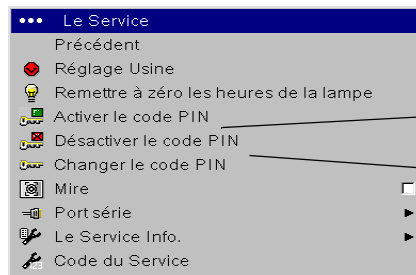 Le Service
Précédent
Réglage Usine
Remettre à zéro les heures de la lampe
Activer le code PIN
Désactiver le code PIN
Changer le code PIN
Mire
Port série
Le Service Info.
Code du Service